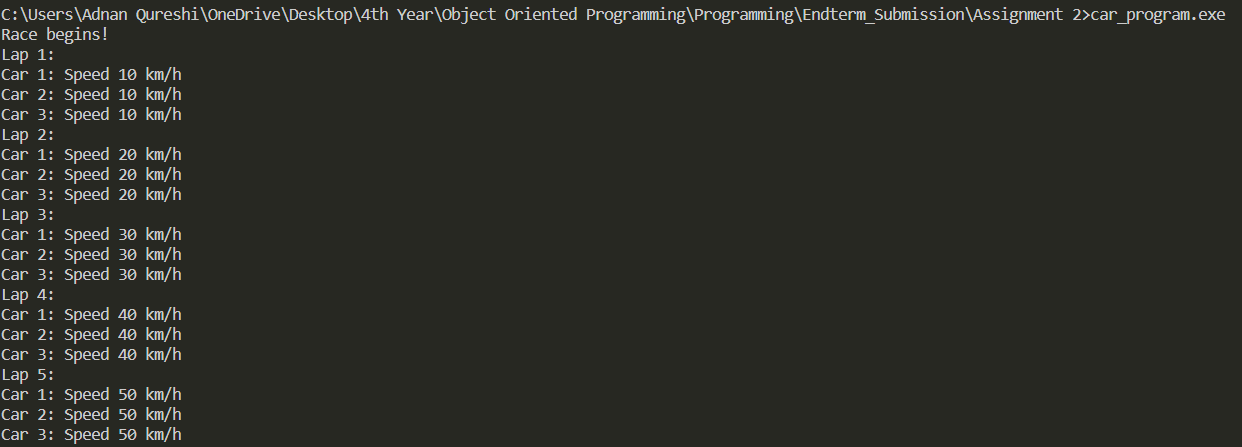 C:\Users\Adnan Qureshi\OneDrive\Desktop\4th Year\Object Oriented Programming\Programming\Endterm_Submission\Assignment 2>car_program.exe
Race begins!
Lap 1:
Car 1: Speed 10 km/h
Car 2: Speed 10 km/h
Car 3: Speed 10 km/h
Lap 2:
Car 1: Speed 20 km/h
Car 2: Speed 20 km/h
Car 3: Speed 20 km/h
Lap 3:
Car 1: Speed 30 km/h
Car 2: Speed 30 km/h
Car 3: Speed 30 km/h
Lap 4:
Car 1: Speed 40 km/h
Car 2: Speed 40 km/h
Car 3: Speed 40 km/h
Lap 5:
Car 1: Speed 50 km/h
Car 2: Speed 50 km/h
Car 3: Speed 50 km/h